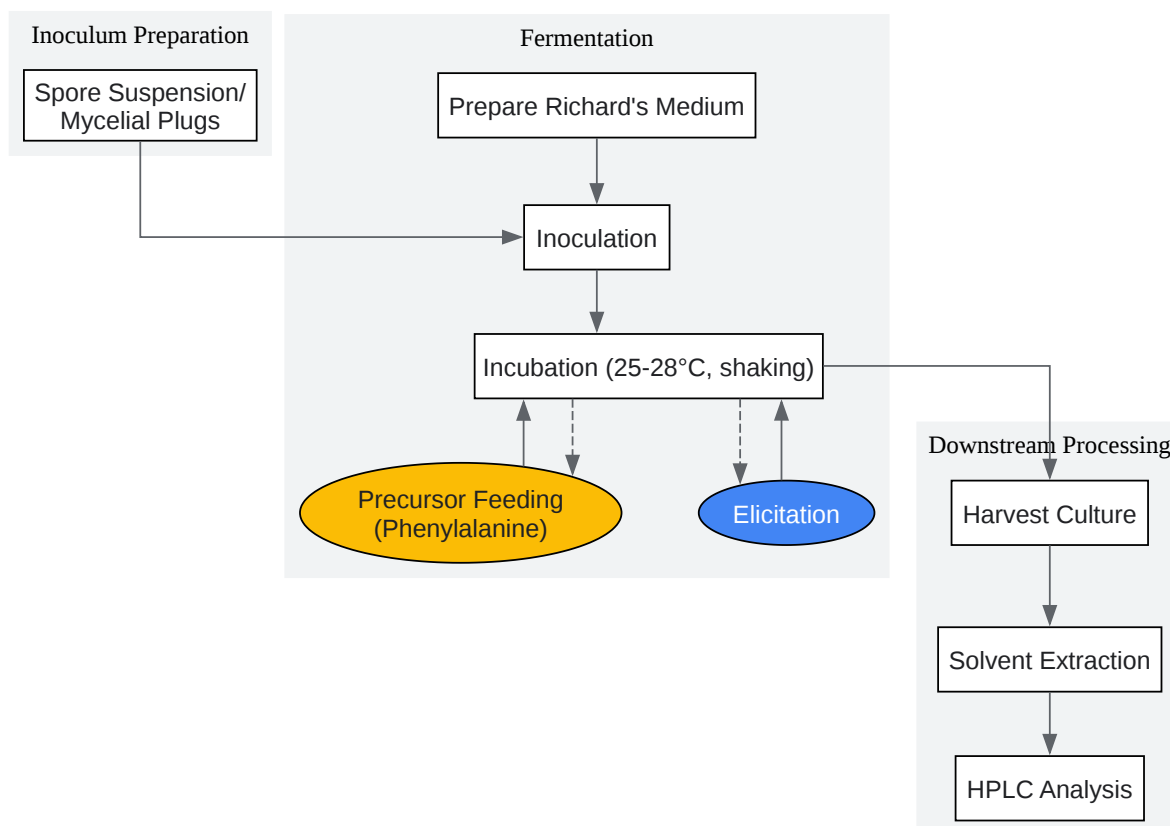 Inoculum Preparation
Spore Suspension/
Mycelial Plugs
Fermentation
Prepare Richard's Medium
Inoculation
Incubation (25-28°C, shaking)
Precursor Feeding
(Phenylalanine)
Elicitation
Downstream Processing
Harvest Culture
Solvent Extraction
HPLC Analysis